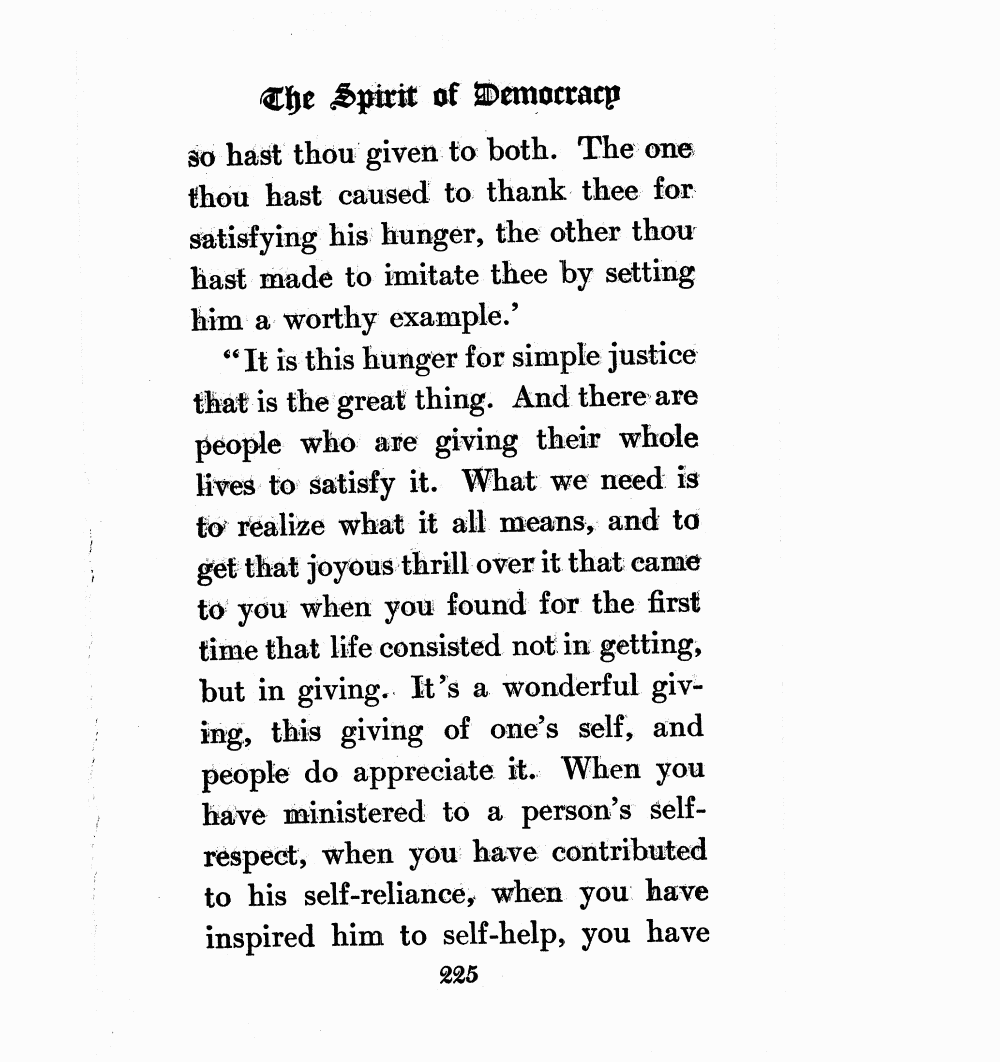 The Spirit of Democracy
so hast thou given to both. The one
thou hast caused to thank thee for
satisfying his hunger, the other thou
hast made to imitate thee by setting
him a worthy example.’
“It is this hunger for simple justice
that is the great thing. And there are
people who are giving their whole
lives to satisfy it. What we need is
to realize what it all means, and to
get that joyous thrill over it that came
to you when you found for the first
time that life consisted not in getting,
but in giving. It’s a wonderful giv-
ing, this giving of one’s self, and
people do appreciate it. When you
have ministered to a person’s self-
respect, when you have contributed
to his self-reliance, when you have
inspired him to self-help, you have
225